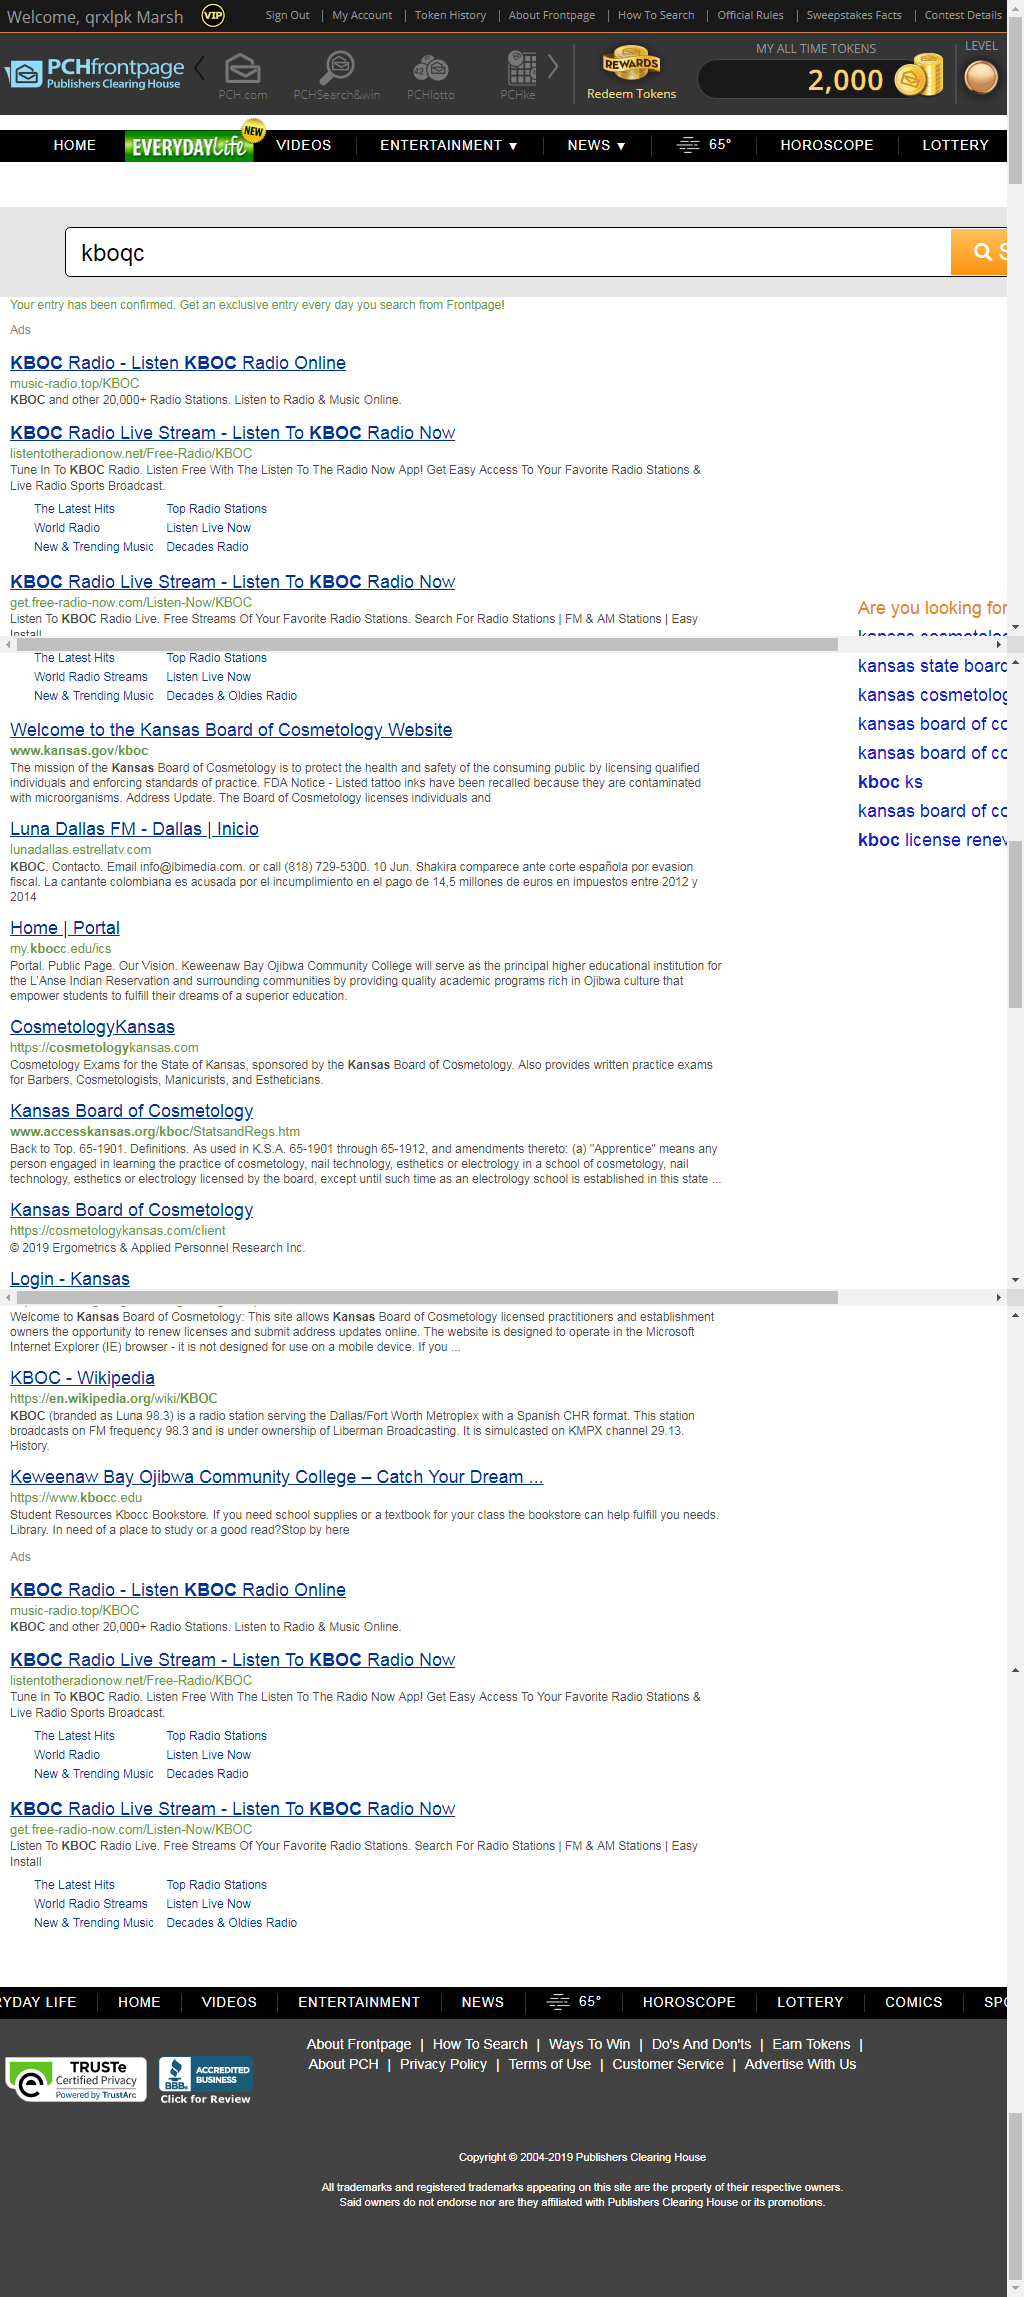 Welcome, qrxlpk Marsh VIP Sign Out | My Account | Token History | About Frontpage | How To Search | Official Rules | Sweepstakes Facts | Contest Details
PCHfrontpage
Publishers Clearing House
PCH.com PCHSearch&win PCHlotto PCHke
REWARDS
Redeem Tokens
MY ALL TIME TOKENS
2,000
LEVEL
HOME EVERYDAY Life NEW VIDEOS ENTERTAINMENT ▼ NEWS ▼ 65° HOROSCOPE LOTTERY
kboqc
Your entry has been confirmed. Get an exclusive entry every day you search from Frontpage!
Ads
KBOC Radio - Listen KBOC Radio Online
music-radio.top/KBOC
KBOC and other 20,000+ Radio Stations. Listen to Radio & Music Online.
KBOC Radio Live Stream - Listen To KBOC Radio Now
listentotheradionow.net/Free-Radio/KBOC
Tune In To KBOC Radio. Listen Free With The Listen To The Radio Now App! Get Easy Access To Your Favorite Radio Stations &
Live Radio Sports Broadcast.
The Latest Hits Top Radio Stations
World Radio Listen Live Now
New & Trending Music Decades Radio
KBOC Radio Live Stream - Listen To KBOC Radio Now
get.free-radio-now.com/Listen-Now/KBOC
Listen To KBOC Radio Live. Free Streams Of Your Favorite Radio Stations. Search For Radio Stations | FM & AM Stations | Easy
Install
The Latest Hits Top Radio Stations
World Radio Streams Listen Live Now
New & Trending Music Decades & Oldies Radio
Are you looking for
kansas cosmetolog
kansas state board
kansas cosmetolog
kansas board of co
kansas board of co
kboc ks
kansas board of co
kboc license renew
Welcome to the Kansas Board of Cosmetology Website
www.kansas.gov/kboc
The mission of the Kansas Board of Cosmetology is to protect the health and safety of the consuming public by licensing qualified
individuals and enforcing standards of practice. FDA Notice - Listed tattoo inks have been recalled because they are contaminated
with microorganisms. Address Update. The Board of Cosmetology licenses individuals and
Luna Dallas FM - Dallas | Inicio
lunadallas.estrellatv.com
KBOC. Contacto. Email info@lbimedia.com. or call (818) 729-5300. 10 Jun. Shakira comparece ante corte española por evasion
fiscal. La cantante colombiana es acusada por el incumplimiento en el pago de 14,5 millones de euros en impuestos entre 2012 y
2014
Home | Portal
my.kbocc.edu/ics
Portal. Public Page. Our Vision. Keweenaw Bay Ojibwa Community College will serve as the principal higher educational institution for
the L'Anse Indian Reservation and surrounding communities by providing quality academic programs rich in Ojibwa culture that
empower students to fulfill their dreams of a superior education.
CosmetologyKansas
https://cosmetologykansas.com
Cosmetology Exams for the State of Kansas, sponsored by the Kansas Board of Cosmetology. Also provides written practice exams
for Barbers, Cosmetologists, Manicurists, and Estheticians.
Kansas Board of Cosmetology
www.accesskansas.org/kboc/StatsandRegs.htm
Back to Top. 65-1901. Definitions. As used in K.S.A. 65-1901 through 65-1912, and amendments thereto: (a) "Apprentice" means any
person engaged in learning the practice of cosmetology, nail technology, esthetics or electrology in a school of cosmetology, nail
technology, esthetics or electrology licensed by the board, except until such time as an electrology school is established in this state ...
Kansas Board of Cosmetology
https://cosmetologykansas.com/client
© 2019 Ergometrics & Applied Personnel Research Inc.
Login - Kansas
Welcome to Kansas Board of Cosmetology: This site allows Kansas Board of Cosmetology licensed practitioners and establishment
owners the opportunity to renew licenses and submit address updates online. The website is designed to operate in the Microsoft
Internet Explorer (IE) browser - it is not designed for use on a mobile device. If you ...
KBOC - Wikipedia
https://en.wikipedia.org/wiki/KBOC
KBOC (branded as Luna 98.3) is a radio station serving the Dallas/Fort Worth Metroplex with a Spanish CHR format. This station
broadcasts on FM frequency 98.3 and is under ownership of Liberman Broadcasting. It is simulcasted on KMPX channel 29.13.
History.
Keweenaw Bay Ojibwa Community College – Catch Your Dream ...
https://www.kbocc.edu
Student Resources Kbocc Bookstore. If you need school supplies or a textbook for your class the bookstore can help fulfill you needs.
Library. In need of a place to study or a good read?Stop by here
Ads
KBOC Radio - Listen KBOC Radio Online
music-radio.top/KBOC
KBOC and other 20,000+ Radio Stations. Listen to Radio & Music Online.
KBOC Radio Live Stream - Listen To KBOC Radio Now
listentotheradionow.net/Free-Radio/KBOC
Tune In To KBOC Radio. Listen Free With The Listen To The Radio Now App! Get Easy Access To Your Favorite Radio Stations &
Live Radio Sports Broadcast.
The Latest Hits Top Radio Stations
World Radio Listen Live Now
New & Trending Music Decades Radio
KBOC Radio Live Stream - Listen To KBOC Radio Now
get.free-radio-now.com/Listen-Now/KBOC
Listen To KBOC Radio Live. Free Streams Of Your Favorite Radio Stations. Search For Radio Stations | FM & AM Stations | Easy
Install
The Latest Hits Top Radio Stations
World Radio Streams Listen Live Now
New & Trending Music Decades & Oldies Radio
RYDAY LIFE HOME VIDEOS ENTERTAINMENT NEWS 65° HOROSCOPE LOTTERY COMICS SPO
About Frontpage | How To Search | Ways To Win | Do's And Don'ts | Earn Tokens |
About PCH | Privacy Policy | Terms of Use | Customer Service | Advertise With Us
TRUSTe
Certified Privacy
Powered by TrustArc
BBB. ACCREDITED BUSINESS
Click for Review
Copyright © 2004-2019 Publishers Clearing House
All trademarks and registered trademarks appearing on this site are the property of their respective owners.
Said owners do not endorse nor are they affiliated with Publishers Clearing House or its promotions.